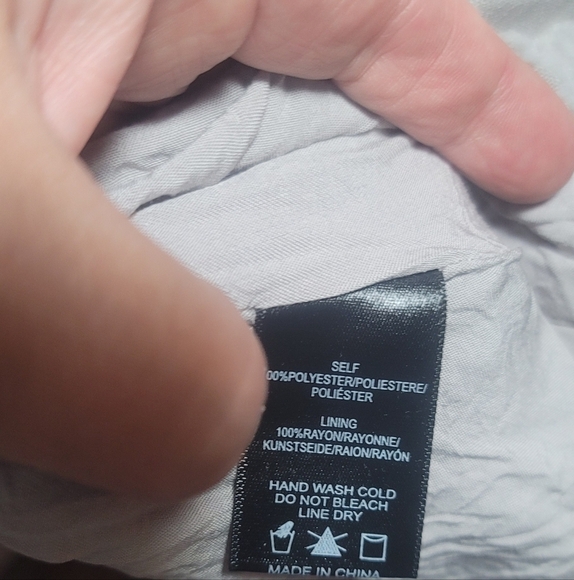 SELF
00%POLYESTER/POLIESTERE/
POLIÉSTER
LINING
100%RAYON/RAYONNE/
KUNSTSEIDE/RAION/RAYÓN
HAND WASH COLD
DO NOT BLEACH
LINE DRY
MADE IN CHINA